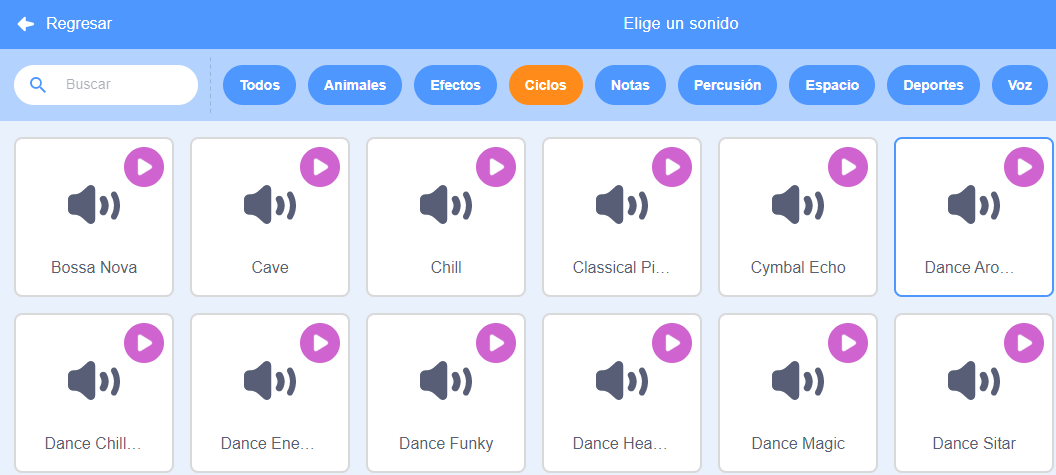 Regresar
Elige un sonido
Buscar
Todos
Animales
Efectos
Ciclos
Notas
Percusión
Espacio
Deportes
Voz
Bossa Nova
Cave
Chill
Classical Pi...
Cymbal Echo
Dance Aro...
Dance Chill...
Dance Ene...
Dance Funky
Dance Hea...
Dance Magic
Dance Sitar